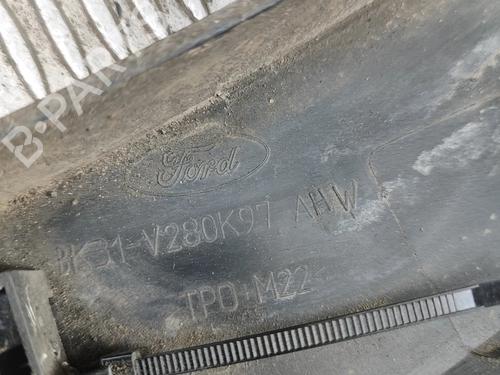 B-PARTS
Ford
BK31-V280K97 AHW
TPO+M22<